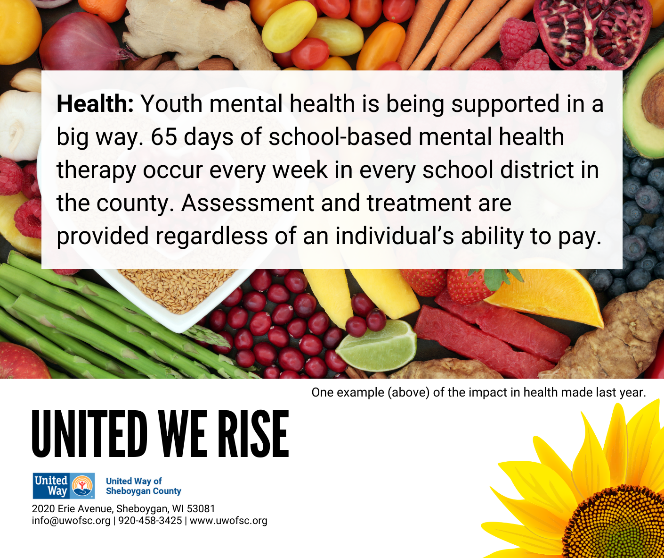 Health: Youth mental health is being supported in a
big way. 65 days of school-based mental health
therapy occur every week in every school district in
the county. Assessment and treatment are
provided regardless of an individual’s ability to pay.
One example (above) of the impact in health made last year.
UNITED WE RISE
United
Way
United Way of
Sheboygan County
2020 Erie Avenue, Sheboygan, WI 53081
info@uwofsc.org | 920-458-3425 | www.uwofsc.org